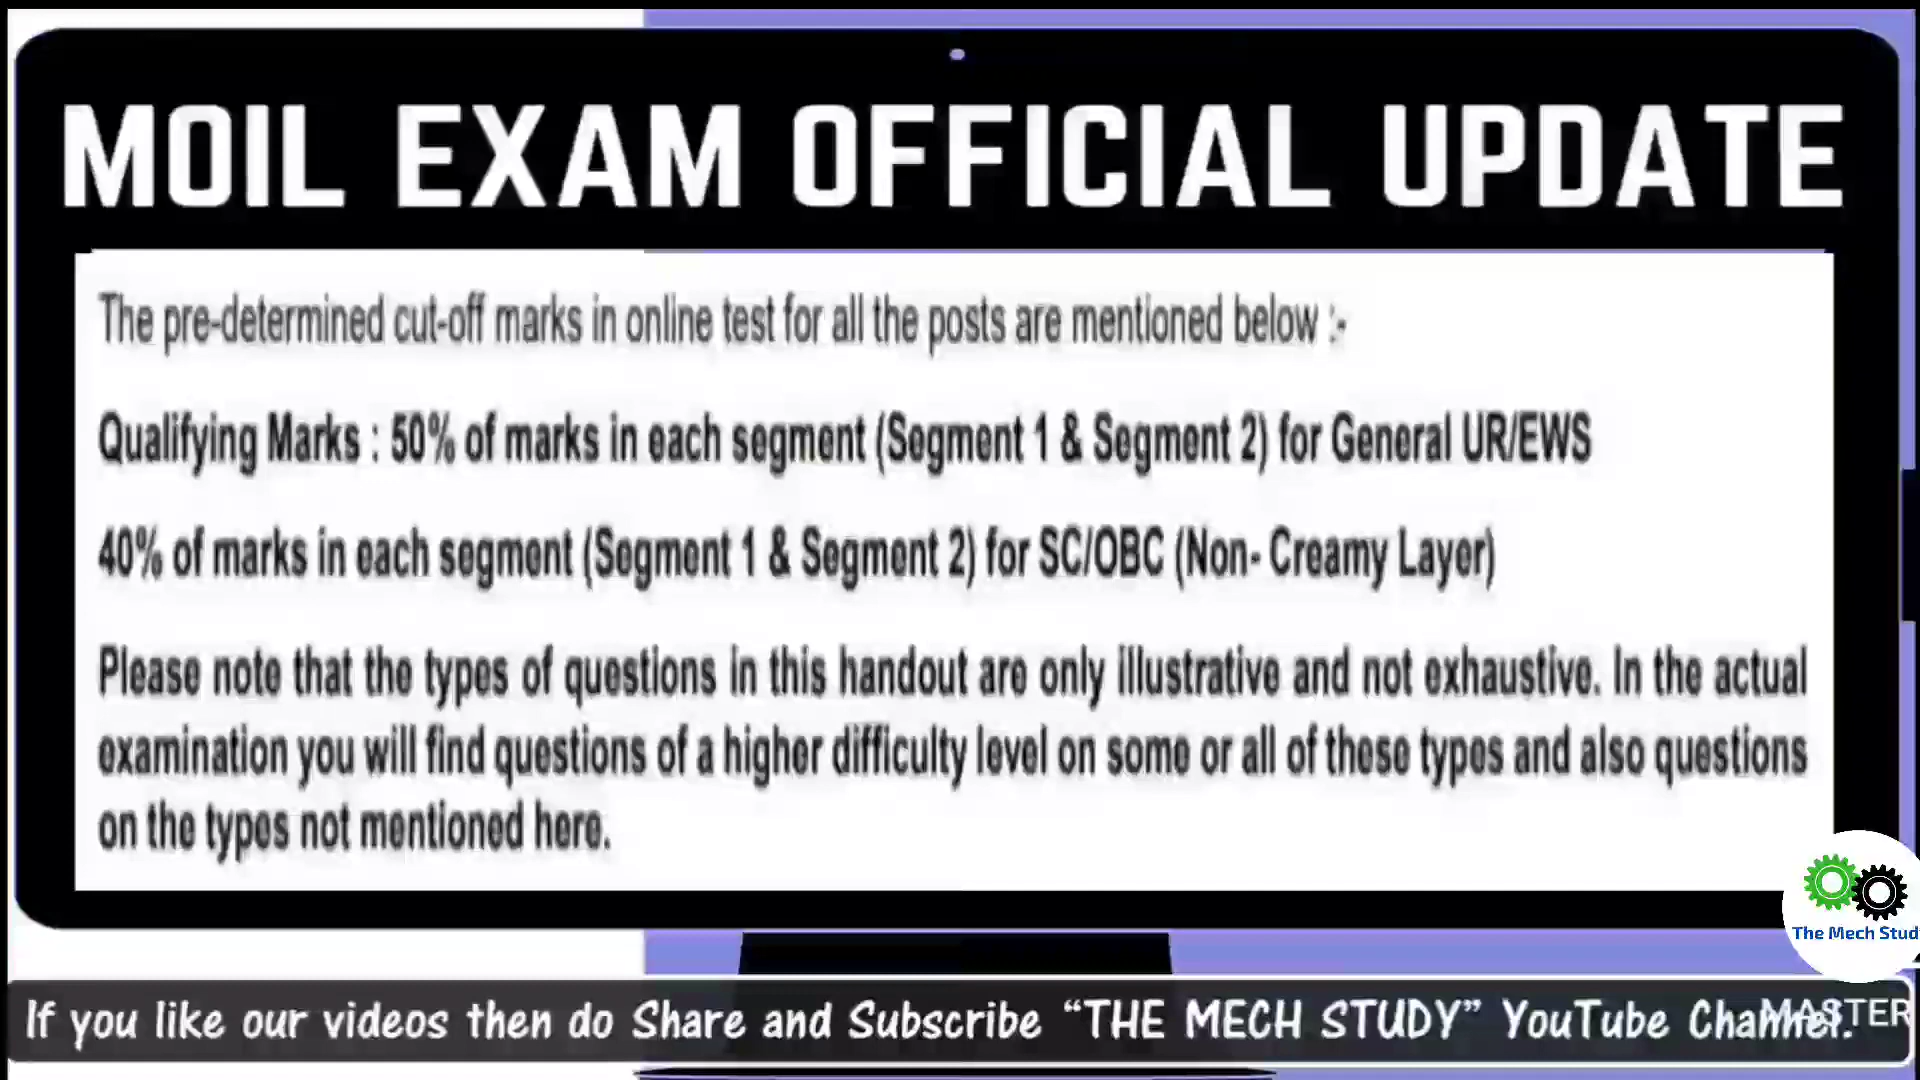 MOIL EXAM OFFICIAL UPDATE
The pre-determined cut-off marks in online test for all the posts are mentioned below :-
Qualifying Marks : 50% of marks in each segment (Segment 1 & Segment 2) for General UR/EWS
40% of marks in each segment (Segment 1 & Segment 2) for SC/OBC (Non- Creamy Layer)
Please note that the types of questions in this handout are only illustrative and not exhaustive. In the actual
examination you will find questions of a higher difficulty level on some or all of these types and also questions
on the types not mentioned here.
The Mech Stud
If you like our videos then do Share and Subscribe “THE MECH STUDY” YouTube Channel.
MASTER